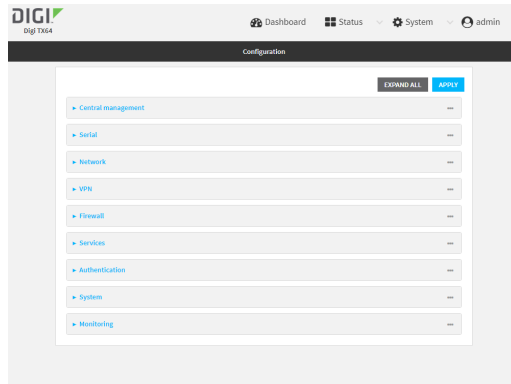 DIGI.
Digi TX64
Dashboard
Status
System
admin
Configuration
EXPAND ALL
APPLY
Central management
Serial
Network
VPN
Firewall
Services
Authentication
System
Monitoring